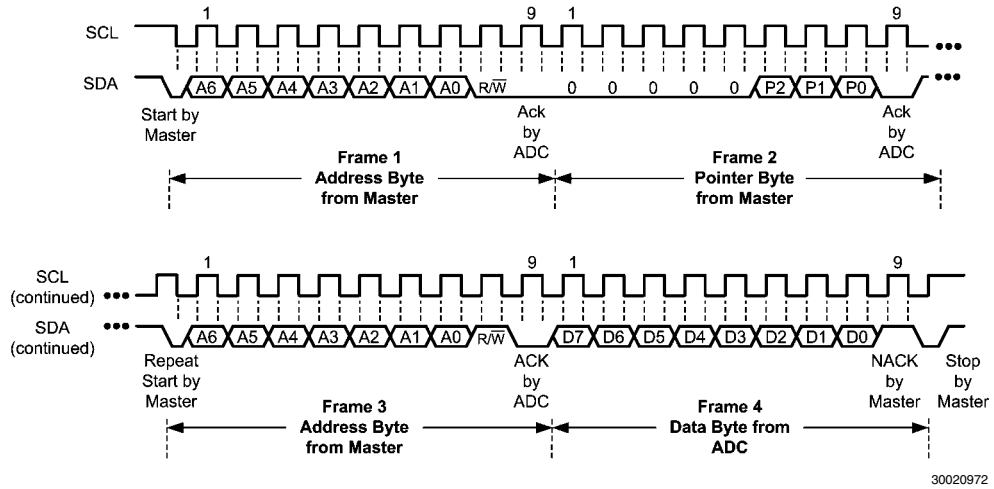 1 9 1 9
SCL
SDA A6 A5 A4 A3 A2 A1 A0 R/W̅ 0 0 0 0 0 P2 P1 P0
Start by
Master
Ack
by
ADC
Ack
by
ADC
Frame 1
Address Byte
from Master
Frame 2
Pointer Byte
from Master
1 9 1 9
SCL
(continued)
SDA
(continued)
A6 A5 A4 A3 A2 A1 A0 R/W̅ D7 D6 D5 D4 D3 D2 D1 D0
Repeat
Start by
Master
ACK
by
ADC
NACK
by
Master
Stop
by
Master
Frame 3
Address Byte
from Master
Frame 4
Data Byte from
ADC
30020972